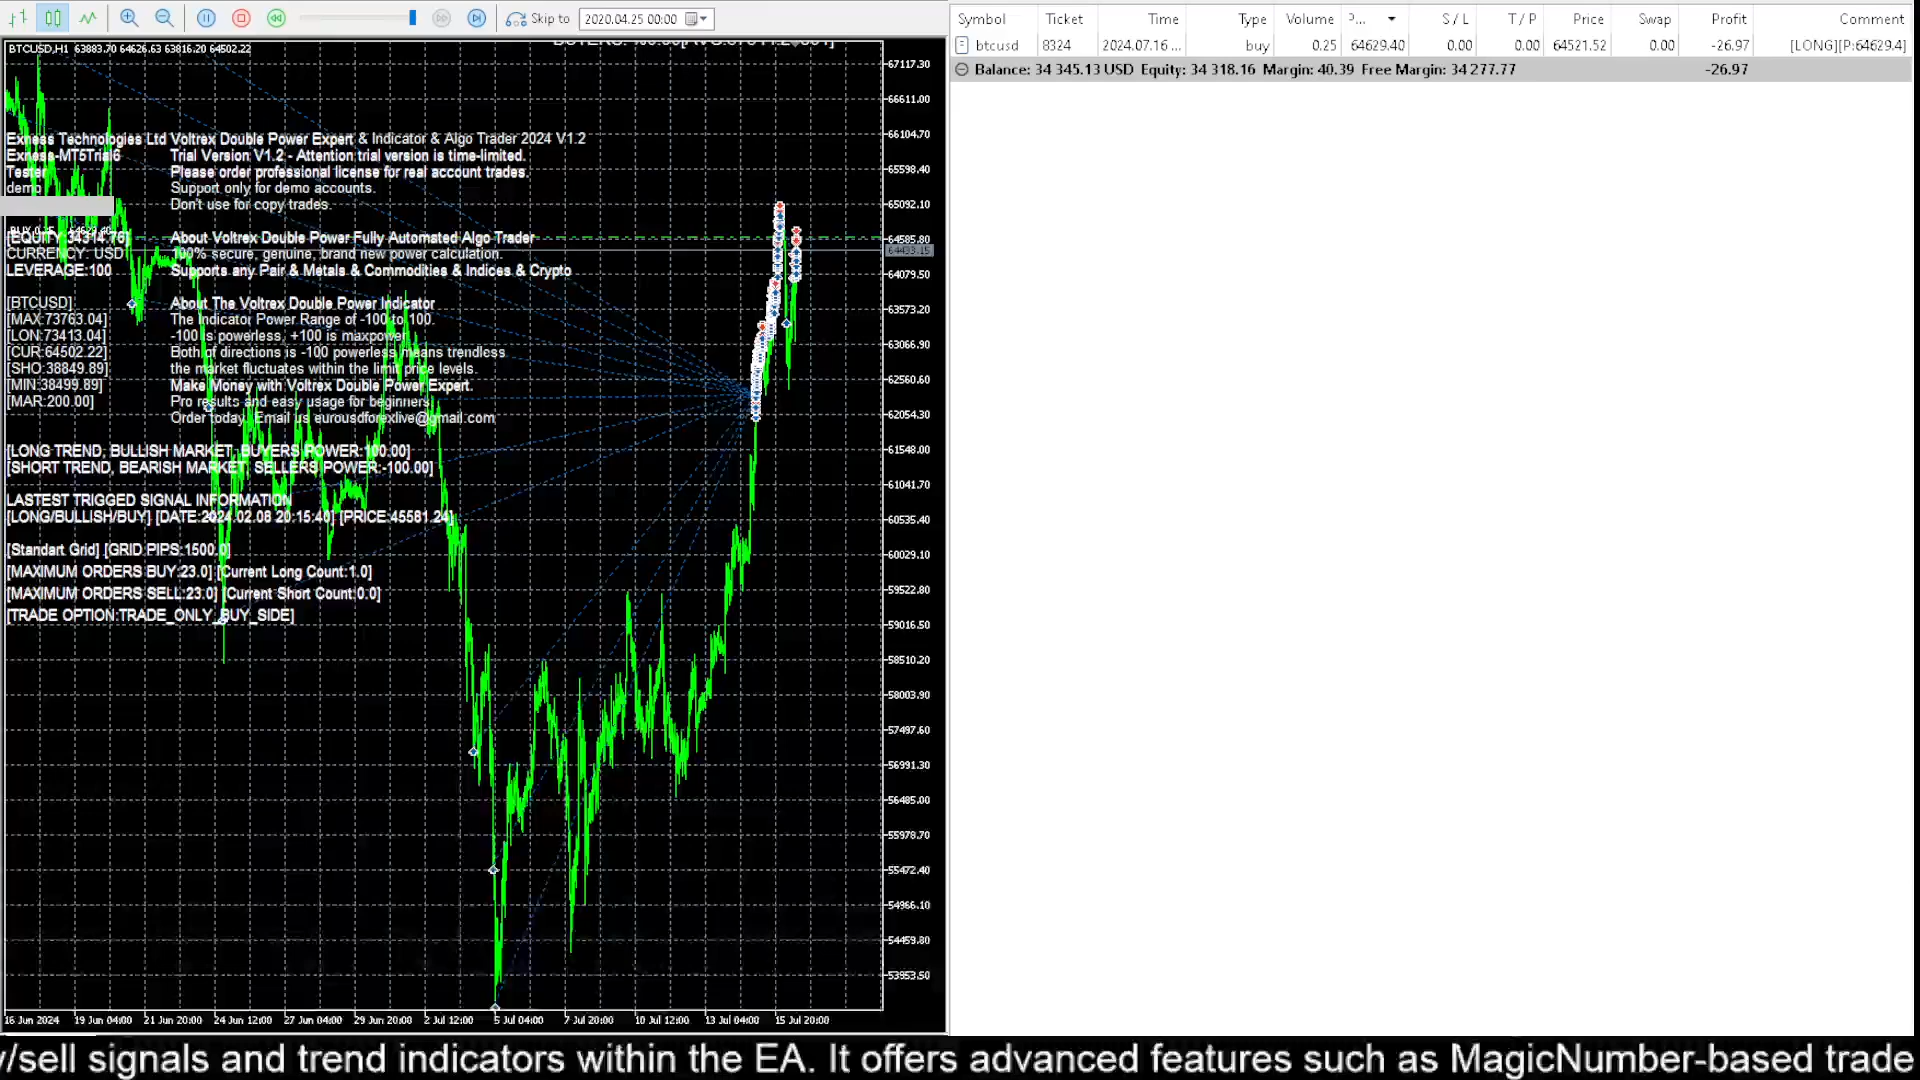 Skip to 2020.04.25 00:00
BTCUSD,H1 63883.70 64626.63 63816.20 64502.22
Exness Technologies Ltd Voltrex Double Power Expert & Indicator & Algo Trader 2024 V1.2
Exness-MT5Trial6 Trial Version V1.2 - Attention trial version is time-limited.
Tester Please order professional license for real account trades.
demo Support only for demo accounts.
Don't use for copy trades.
[EQUITY:34314.76] About Voltrex Double Power Fully Automated Algo Trader
CURRENCY: USD 100% secure, genuine, brand new power calculation.
LEVERAGE:100 Supports any Pair & Metals & Commodities & Indices & Crypto
[BTCUSD] About The Voltrex Double Power Indicator
[MAX:73763.04] The Indicator Power Range of -100 to 100.
[LON:73413.04] -100 is powerless, +100 is maxpower
[CUR:64502.22] Both of directions is -100 powerless means trendless
[SHO:38849.89] the market fluctuates within the limit price levels.
[MIN:38499.89] Make Money with Voltrex Double Power Expert.
[MAR:200.00] Pro results and easy usage for beginners
Order today. Email us eurousdforexlive@gmail.com
[LONG TREND, BULLISH MARKET, BUYERS POWER:100.00]
[SHORT TREND, BEARISH MARKET, SELLERS POWER:-100.00]
LASTEST TRIGGED SIGNAL INFORMATION
[LONG/BULLISH/BUY] [DATE:2024.02.08 20:15:40] [PRICE:45581.24]
[Standart Grid] [GRID PIPS:1500.0]
[MAXIMUM ORDERS BUY:23.0] [Current Long Count:1.0]
[MAXIMUM ORDERS SELL:23.0] [Current Short Count:0.0]
[TRADE OPTION:TRADE_ONLY_BUY_SIDE]
67117.30
66611.00
66104.70
65598.40
65092.10
64585.80
64433.15
64079.50
63573.20
63066.90
62560.60
62054.30
61548.00
61041.70
60535.40
60029.10
59522.80
59016.50
58510.20
58003.90
57497.60
56991.30
56485.00
55978.70
55472.40
54966.10
54459.80
53953.50
16 Jun 2024 19 Jun 04:00 21 Jun 20:00 24 Jun 12:00 27 Jun 04:00 29 Jun 20:00 2 Jul 12:00 5 Jul 04:00 7 Jul 20:00 10 Jul 12:00 13 Jul 04:00 15 Jul 20:00
Symbol Ticket Time Type Volume P... S / L T / P Price Swap Profit Comment
btcusd 8324 2024.07.16 ... buy 0.25 64629.40 0.00 0.00 64521.52 0.00 -26.97 [LONG][P:64629.4]
Balance: 34 345.13 USD Equity: 34 318.16 Margin: 40.39 Free Margin: 34 277.77 -26.97
y/sell signals and trend indicators within the EA. It offers advanced features such as MagicNumber-based trade